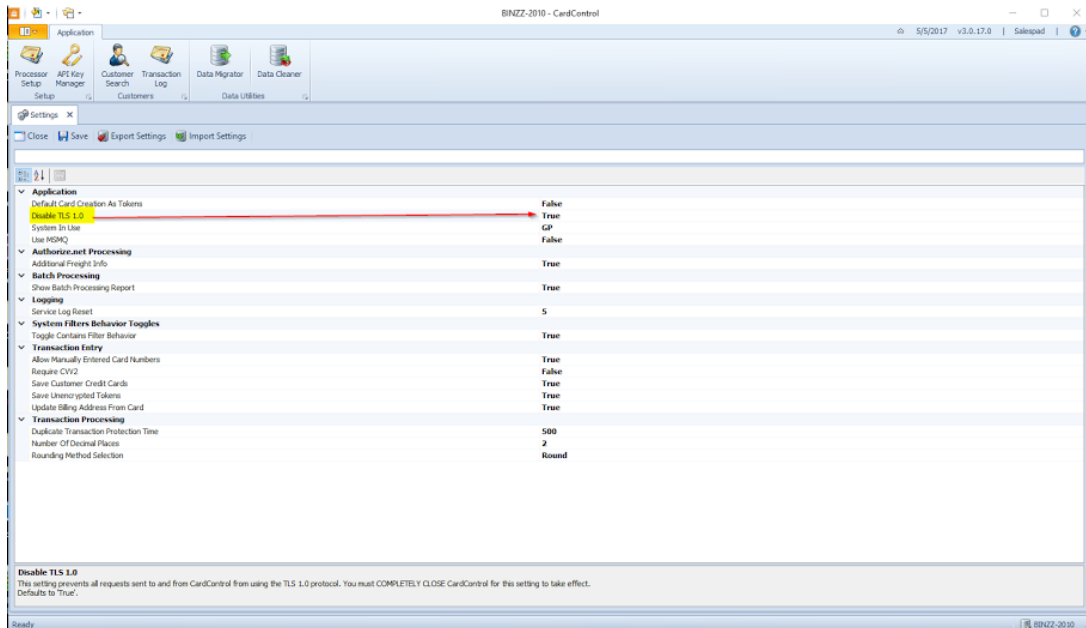 BINZZ-2010 - CardControl
Application
5/5/2017 v3.0.17.0 | Salespad |
Processor Setup
API Key Manager
Customer Search
Transaction Log
Data Migrator
Data Cleaner
Setup
Customers
Data Utilities
Settings
Close Save Export Settings Import Settings
Application
Default Card Creation As Tokens False
Disable TLS 1.0 True
System In Use GP
Use MSMQ False
Authorize.net Processing
Additional Freight Info True
Batch Processing
Show Batch Processing Report True
Logging
Service Log Reset 5
System Filters Behavior Toggles
Toggle Contains Filter Behavior True
Transaction Entry
Allow Manually Entered Card Numbers True
Require CVV2 False
Save Customer Credit Cards True
Save Unencrypted Tokens True
Update Billing Address From Card True
Transaction Processing
Duplicate Transaction Protection Time 500
Number Of Decimal Places 2
Rounding Method Selection Round
Disable TLS 1.0
This setting prevents all requests sent to and from CardControl from using the TLS 1.0 protocol. You must COMPLETELY CLOSE CardControl for this setting to take effect.
Defaults to 'True'.
Ready BINZZ-2010